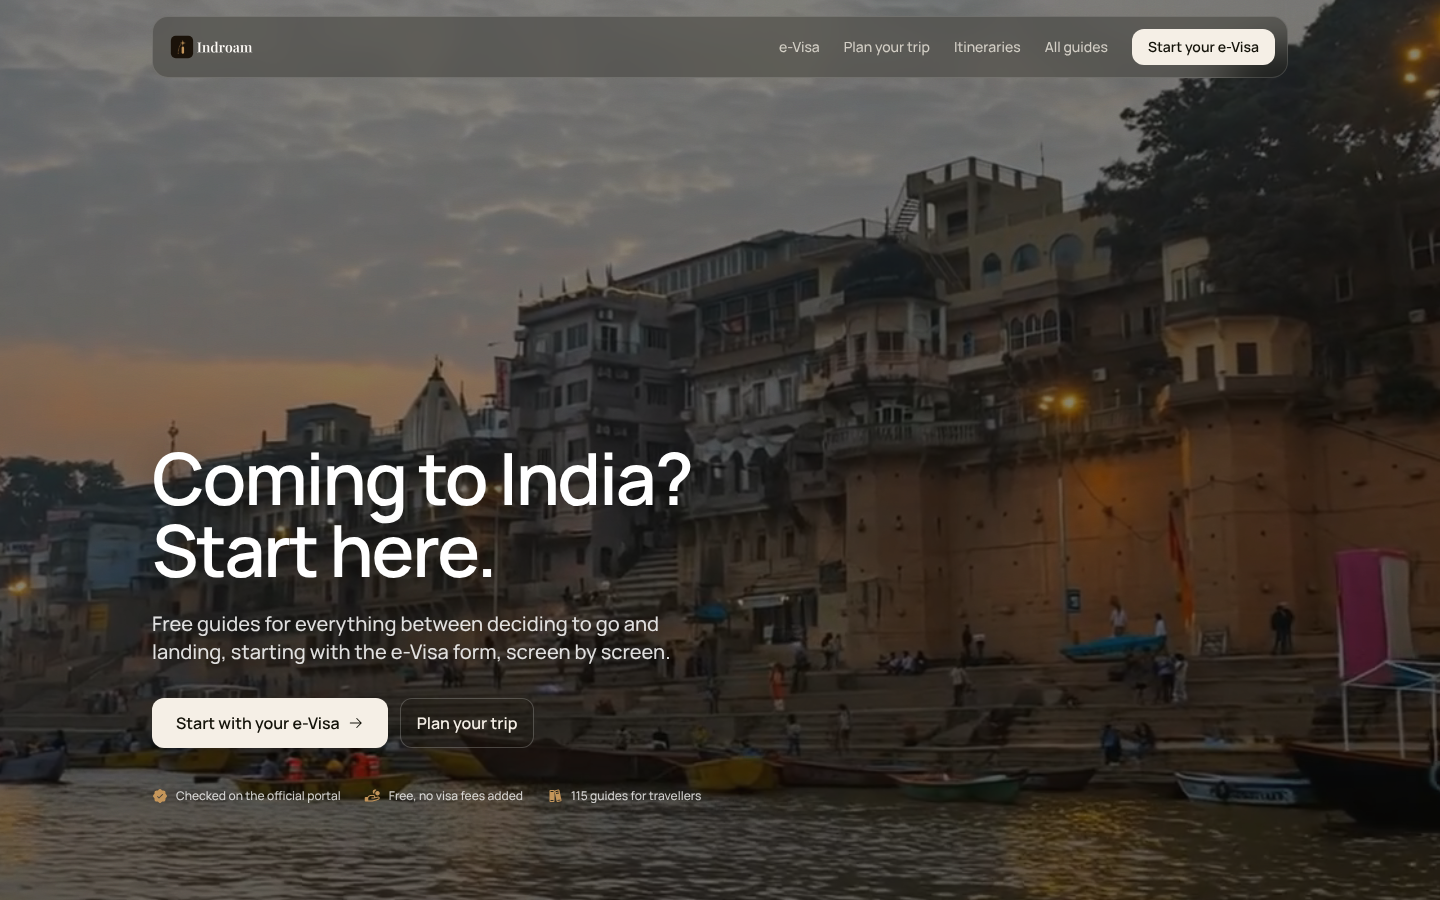 Indroam
e-Visa
Plan your trip
Itineraries
All guides
Start your e-Visa
Coming to India?
Start here.
Free guides for everything between deciding to go and
landing, starting with the e-Visa form, screen by screen.
Start with your e-Visa →
Plan your trip
Checked on the official portal
Free, no visa fees added
115 guides for travellers